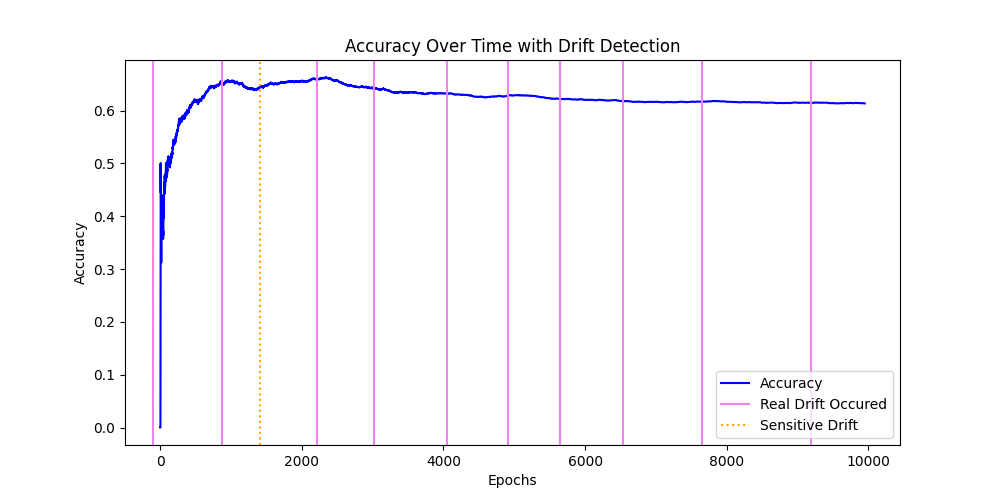 Accuracy Over Time with Drift Detection
Accuracy
0.6
0.5
0.4
0.3
0.2
0.1
0.0
0 2000 4000 6000 8000 10000
Epochs
Accuracy
Real Drift Occured
Sensitive Drift